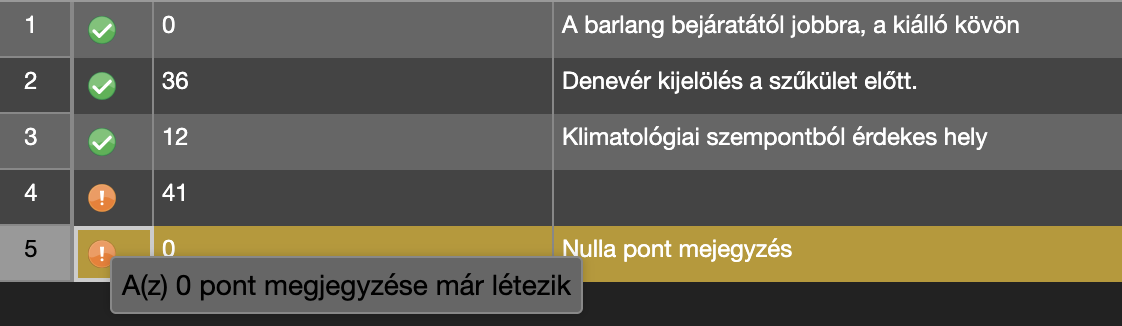 1 0 A barlang bejáratától jobbra, a kiálló kövön
2 36 Denevér kijelölés a szűkület előtt.
3 12 Klimatológiai szempontból érdekes hely
4 41
5 0 Nulla pont mejegyzés
A(z) 0 pont megjegyzése már létezik